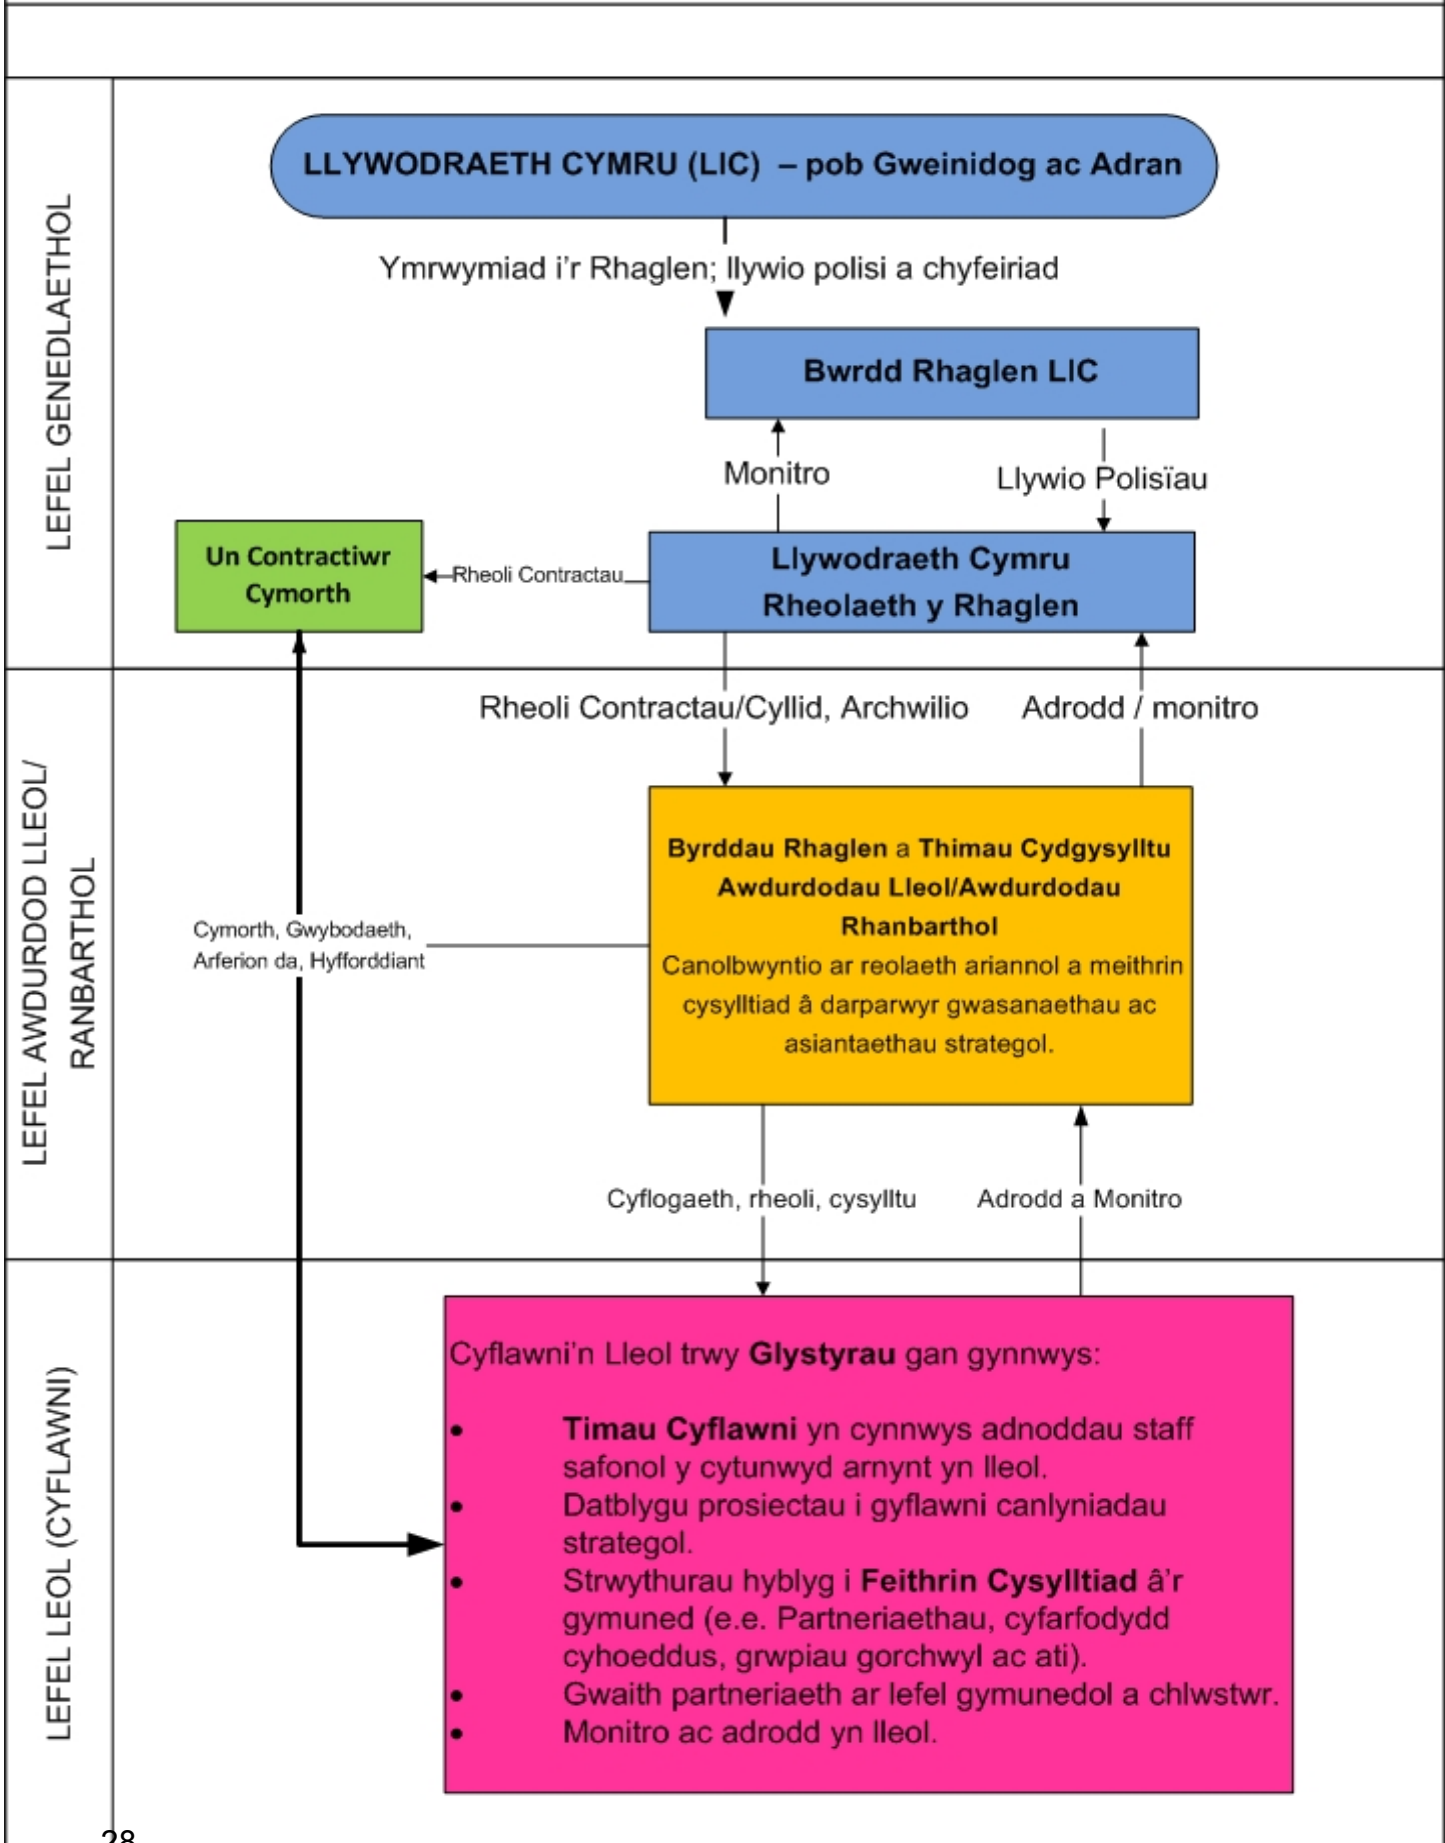 LEFEL GENEDLAETHOL
LLYWODRAETH CYMRU (LlC) – pob Gweinidog ac Adran
Ymrwymiad i'r Rhaglen; llywio polisi a chyfeiriad
Bwrdd Rhaglen LlC
Monitro
Llywio Polisïau
Un Contractiwr
Cymorth
Rheoli Contractau
Llywodraeth Cymru
Rheolaeth y Rhaglen
LEFEL AWDURDOD LLEOL/
RANBARTHOL
Rheoli Contractau/Cyllid, Archwilio
Adrodd / monitro
Byrddau Rhaglen a Thimau Cydgysylltu
Awdurdodau Lleol/Awdurdodau
Rhanbarthol
Canolbwyntio ar reolaeth ariannol a meithrin
cysylltiad â darparwyr gwasanaethau ac
asiantaethau strategol.
Cymorth, Gwybodaeth,
Arferion da, Hyfforddiant
Cyflogaeth, rheoli, cysylltu
Adrodd a Monitro
LEFEL LEOL (CYFLAWNI)
Cyflawni'n Lleol trwy Glystyrau gan gynnwys:
• Timau Cyflawni yn cynnwys adnoddau staff
safonol y cytunwyd arnynt yn lleol.
• Datblygu prosiectau i gyflawni canlyniadau
strategol.
• Strwythurau hyblyg i Feithrin Cysylltiad â'r
gymuned (e.e. Partneriaethau, cyfarfodydd
cyhoeddus, grwpiau gorchwyl ac ati).
• Gwaith partneriaeth ar lefel gymunedol a chlwstwr.
• Monitro ac adrodd yn lleol.
28